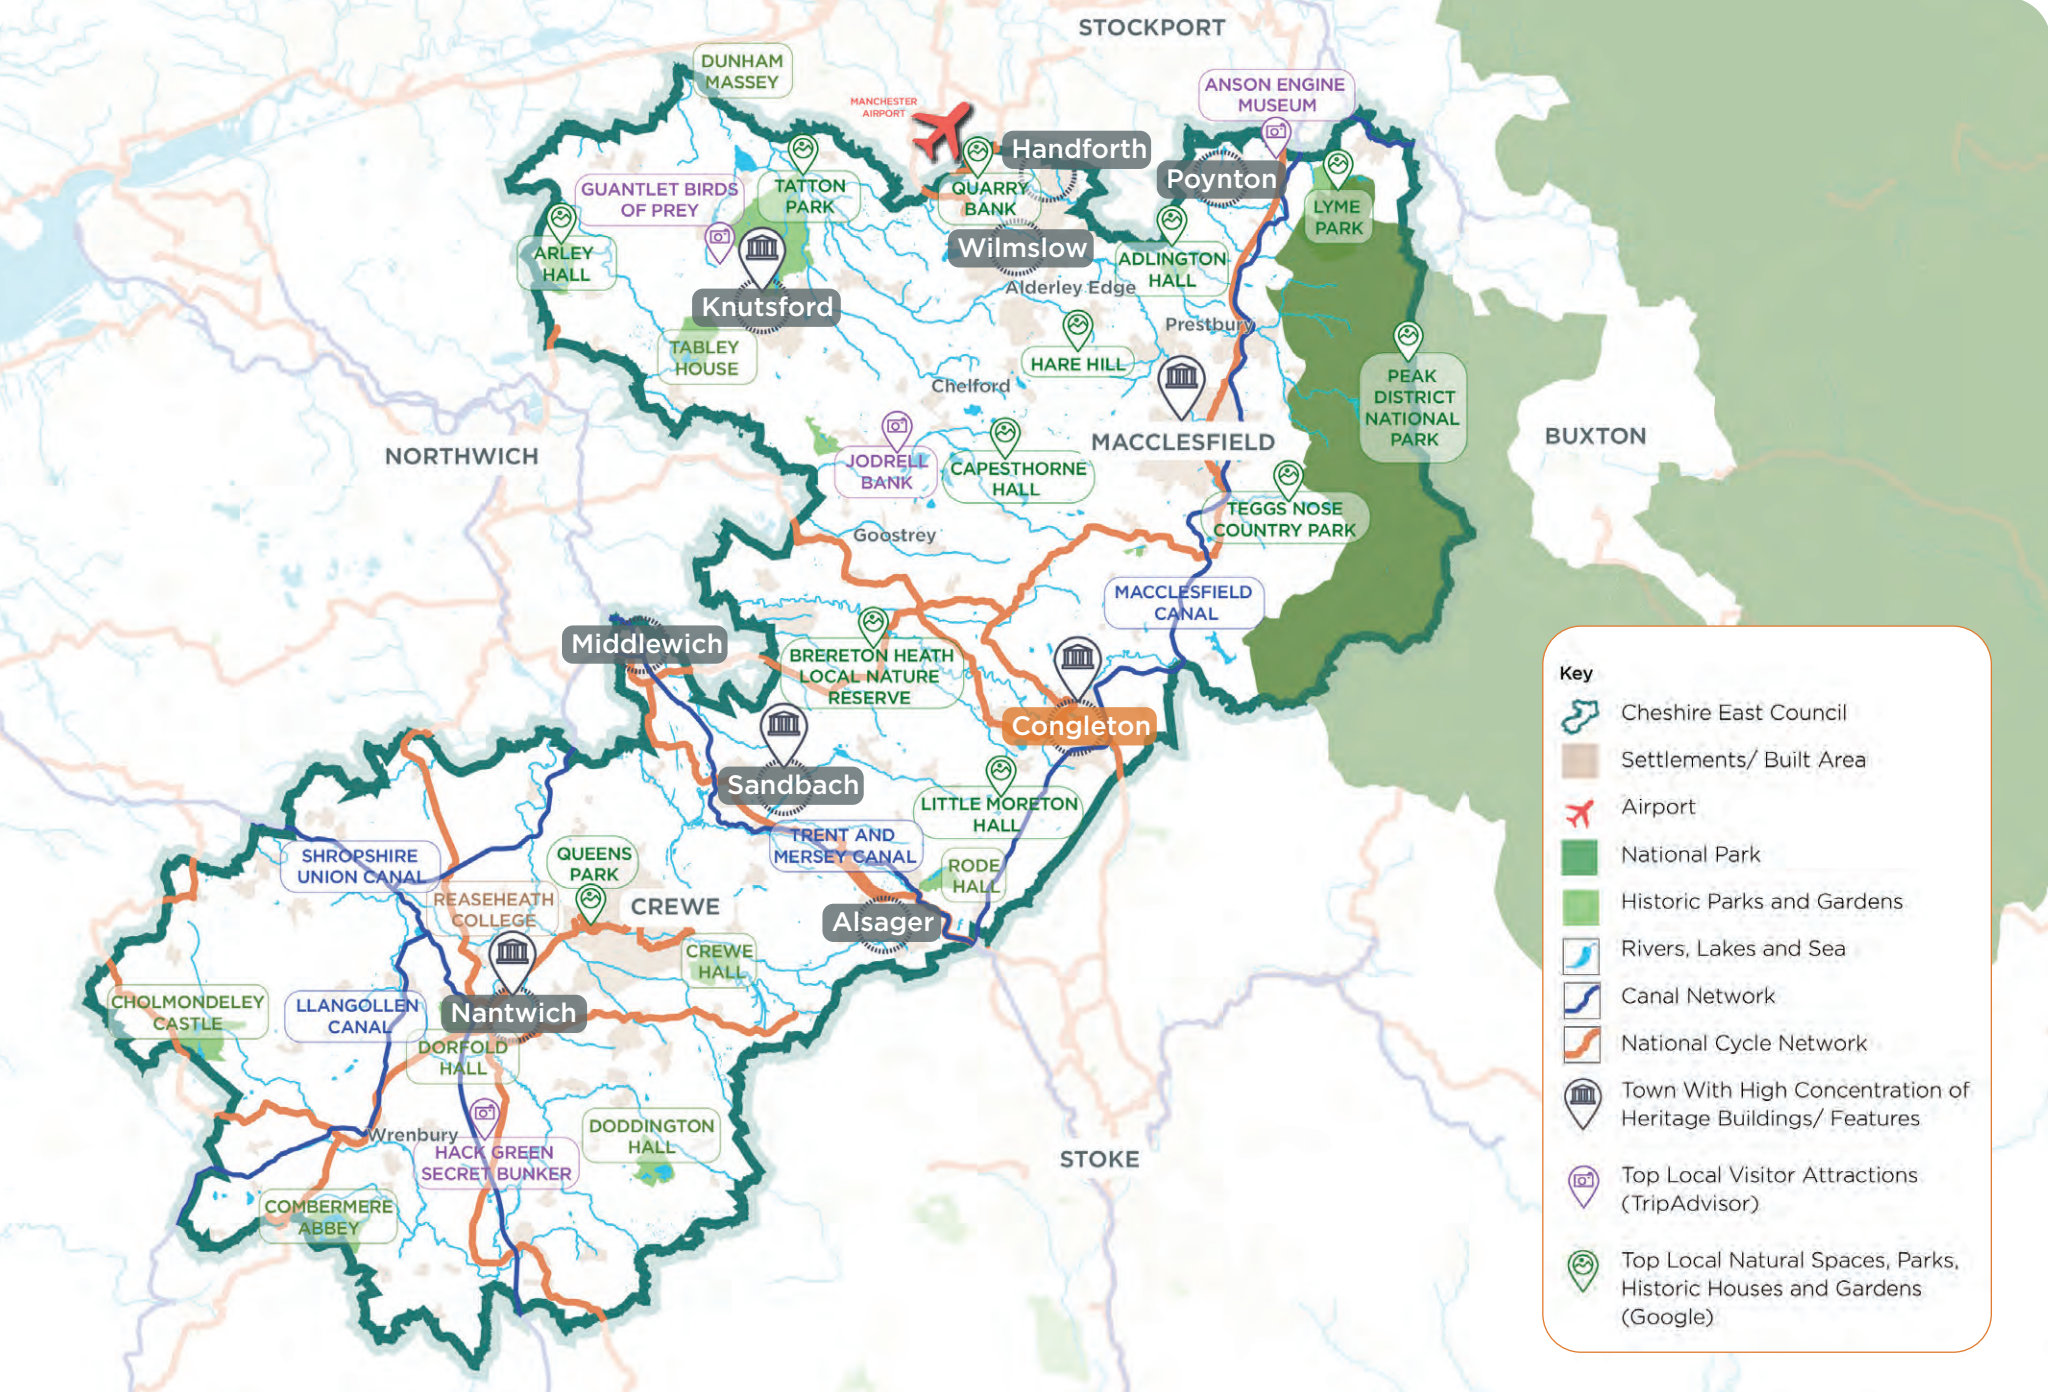 STOCKPORT
DUNHAM
MASSEY
ANSON ENGINE
MUSEUM
MANCHESTER
AIRPORT
Handforth
GUANTLET BIRDS
OF PREY
TATTON
PARK
QUARRY
BANK
Poynton
LYME
PARK
ARLEY
HALL
Wilmslow
ADLINGTON
HALL
Alderley Edge
Knutsford
Prestbury
TABLEY
HOUSE
HARE HILL
Chelford
PEAK
DISTRICT
NATIONAL
PARK
NORTHWICH
MACCLESFIELD
BUXTON
JODRELL
BANK
CAPESTHORNE
HALL
TEGGS NOSE
COUNTRY PARK
Goostrey
MACCLESFIELD
CANAL
Middlewich
BRERETON HEATH
LOCAL NATURE
RESERVE
Congleton
Sandbach
LITTLE MORETON
HALL
TRENT AND
MERSEY CANAL
SHROPSHIRE
UNION CANAL
QUEENS
PARK
RODE
HALL
REASEHEATH
COLLEGE
CREWE
Alsager
CREWE
HALL
CHOLMONDELEY
CASTLE
LLANGOLLEN
CANAL
Nantwich
DORFOLD
HALL
Wrenbury
HACK GREEN
SECRET BUNKER
DODDINGTON
HALL
STOKE
COMBERMERE
ABBEY
Key
Cheshire East Council
Settlements/ Built Area
Airport
National Park
Historic Parks and Gardens
Rivers, Lakes and Sea
Canal Network
National Cycle Network
Town With High Concentration of
Heritage Buildings/ Features
Top Local Visitor Attractions
(TripAdvisor)
Top Local Natural Spaces, Parks,
Historic Houses and Gardens
(Google)